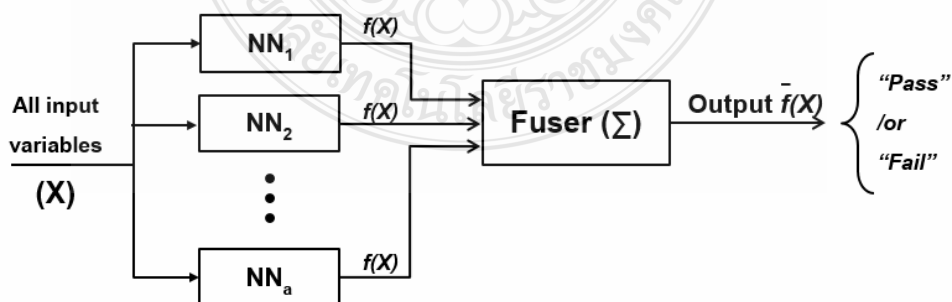 All input
variables
(X)
NN1
f(X)
NN2
f(X)
NNa
f(X)
Fuser (∑)
Output f̄(X)
“Pass”
/or
“Fail”